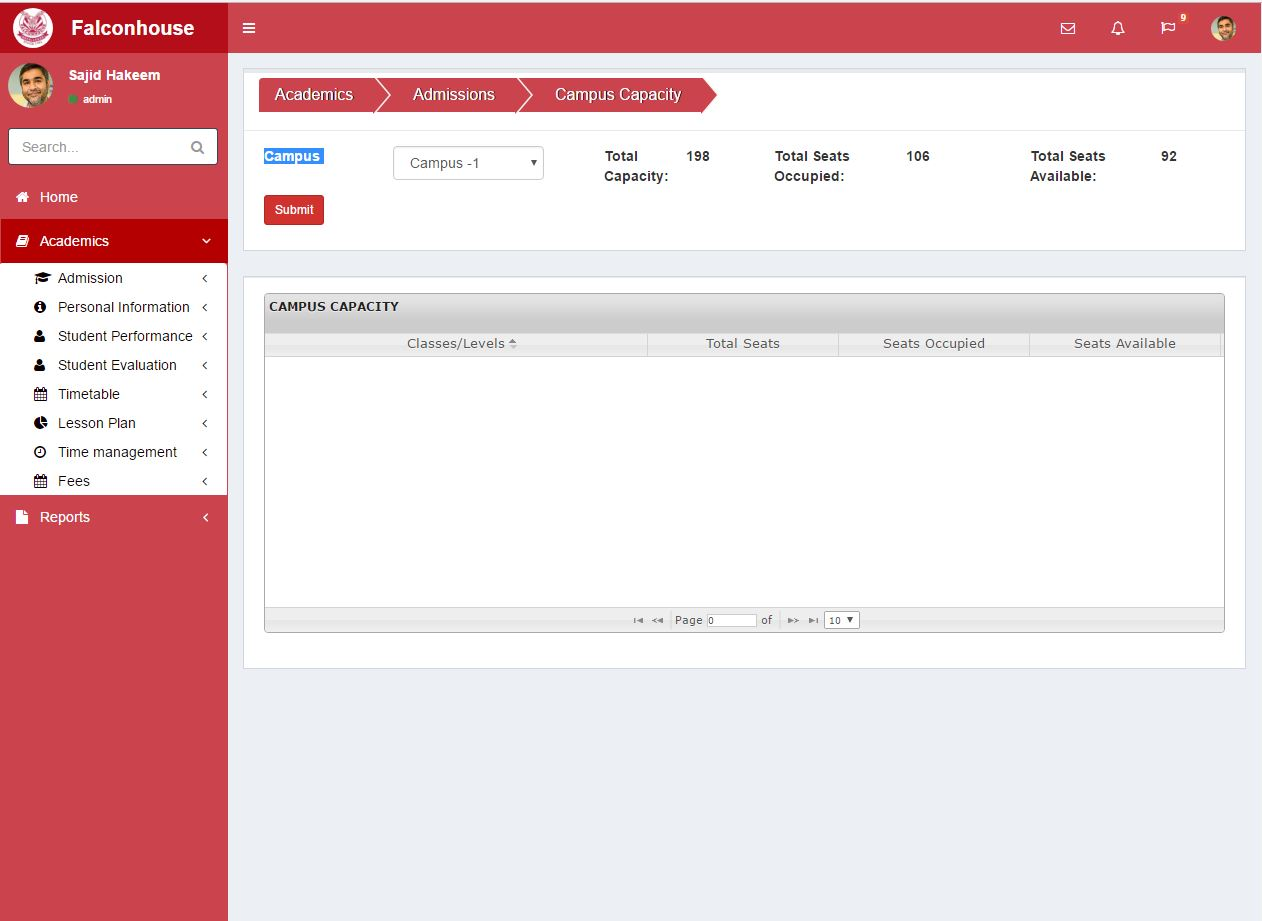 Falconhouse
9
Sajid Hakeem
admin
Search...
Home
Academics
Admission
Personal Information
Student Performance
Student Evaluation
Timetable
Lesson Plan
Time management
Fees
Reports
Academics
Admissions
Campus Capacity
Campus
Campus -1
Total
Capacity:
198
Total Seats
Occupied:
106
Total Seats
Available:
92
Submit
CAMPUS CAPACITY
Classes/Levels
Total Seats
Seats Occupied
Seats Available
Page 0 of
10